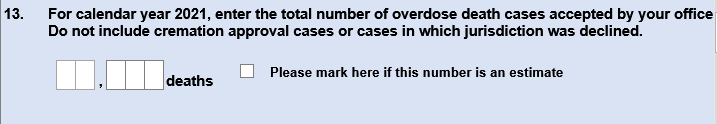 13. For calendar year 2021, enter the total number of overdose death cases accepted by your office
Do not include cremation approval cases or cases in which jurisdiction was declined.
, deaths Please mark here if this number is an estimate